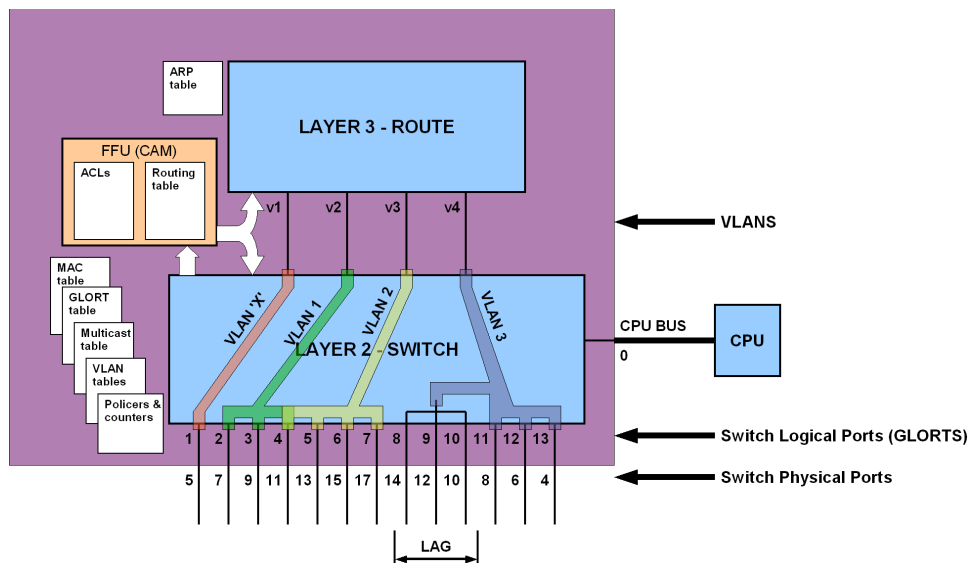 ARP
table
LAYER 3 - ROUTE
FFU (CAM)
ACLs
Routing
table
v1 v2 v3 v4
VLANS
MAC
table
GLORT
table
Multicast
table
VLAN
tables
Policers &
counters
VLAN 'X'
VLAN 1
VLAN 2
VLAN 3
LAYER 2 - SWITCH
CPU BUS
0
CPU
1 2 3 4 5 6 7 8 9 10 11 12 13
Switch Logical Ports (GLORTS)
5 7 9 11 13 15 17 14 12 10 8 6 4
Switch Physical Ports
LAG